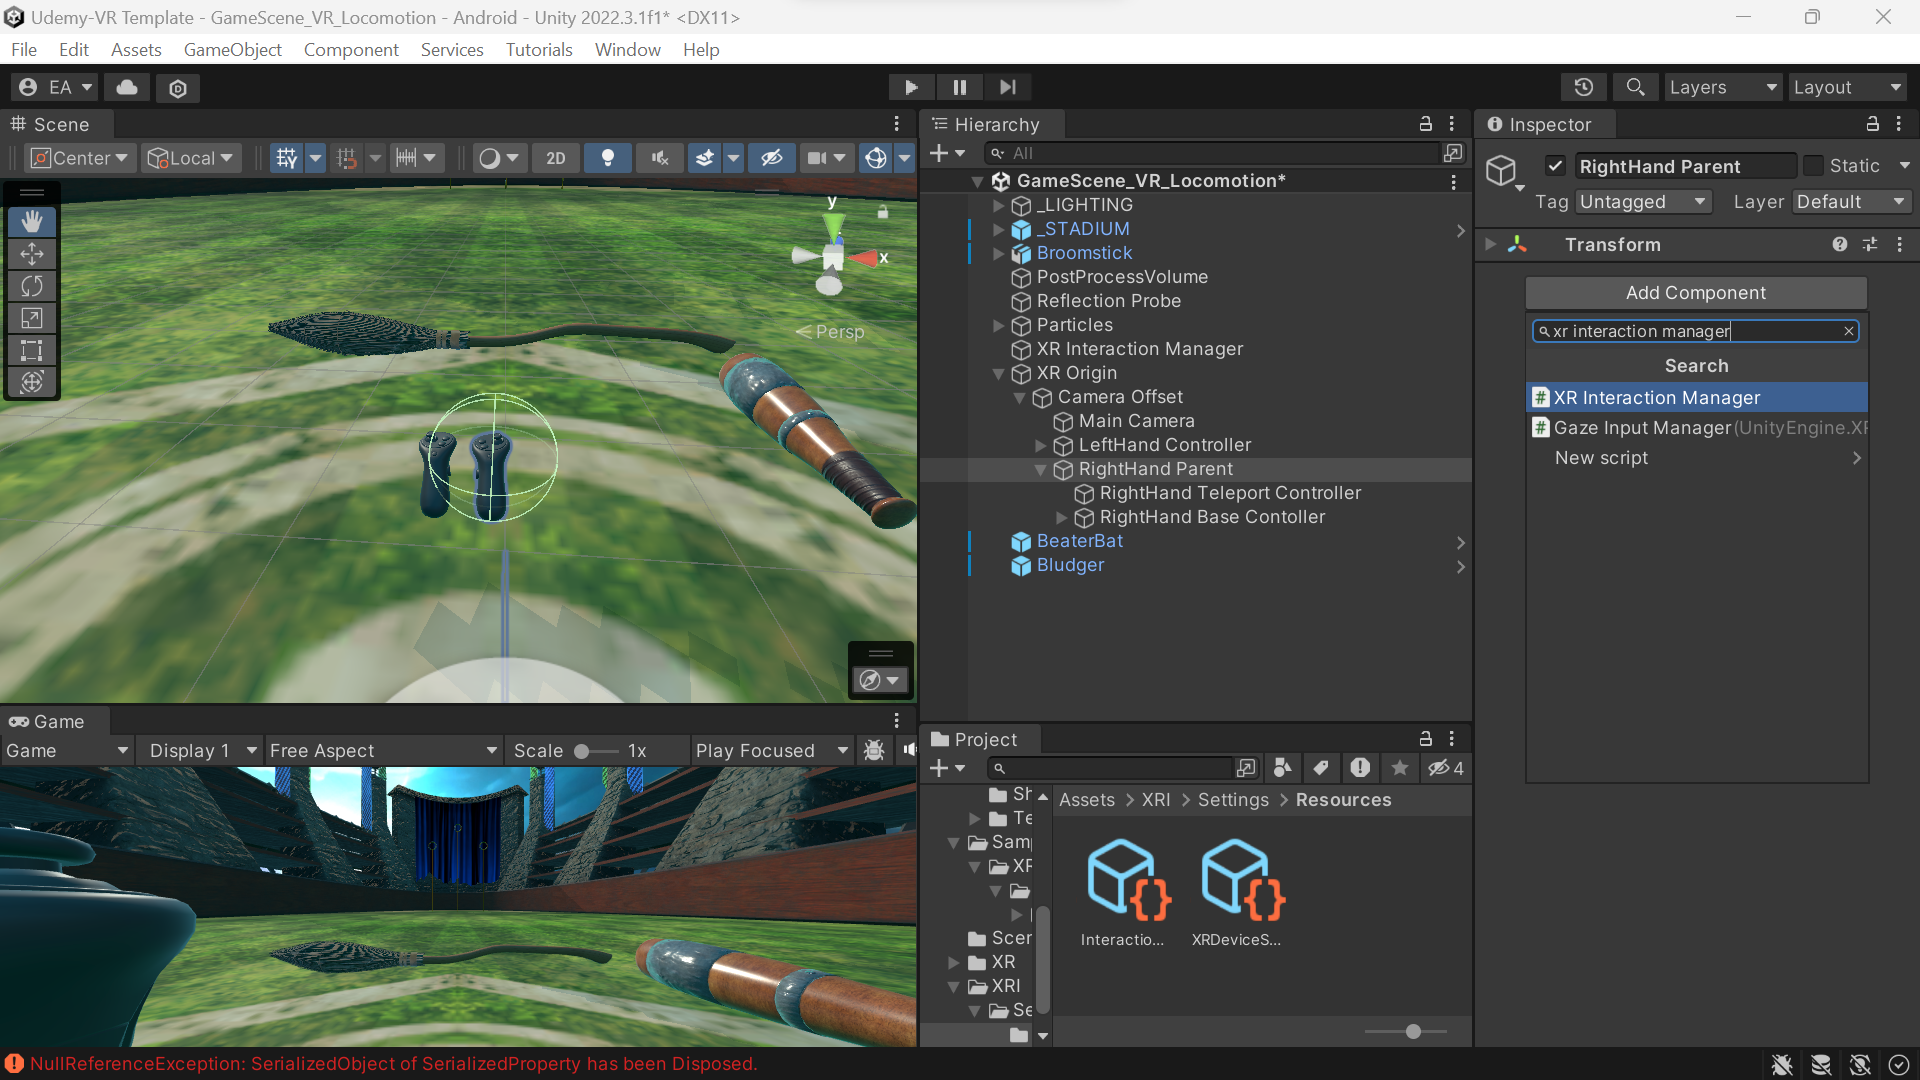 Udemy-VR Template - GameScene_VR_Locomotion - Android - Unity 2022.3.1f1* <DX11>
File Edit Assets GameObject Component Services Tutorials Window Help
EA
Layers
Layout
Scene
Center
Local
2D
y
x
Persp
Hierarchy
All
GameScene_VR_Locomotion*
_LIGHTING
_STADIUM
Broomstick
PostProcessVolume
Reflection Probe
Particles
XR Interaction Manager
XR Origin
Camera Offset
Main Camera
LeftHand Controller
RightHand Parent
RightHand Teleport Controller
RightHand Base Contoller
BeaterBat
Bludger
Inspector
RightHand Parent
Static
Tag Untagged
Layer Default
Transform
Add Component
xr interaction manager
Search
XR Interaction Manager
Gaze Input Manager (UnityEngine.XR
New script
Game
Game
Display 1
Free Aspect
Scale 1x
Play Focused
Project
4
Sh
Te
Sam
XR
Scer
XR
XRI
Se
Assets > XRI > Settings > Resources
Interactio...
XRDeviceS...
NullReferenceException: SerializedObject of SerializedProperty has been Disposed.